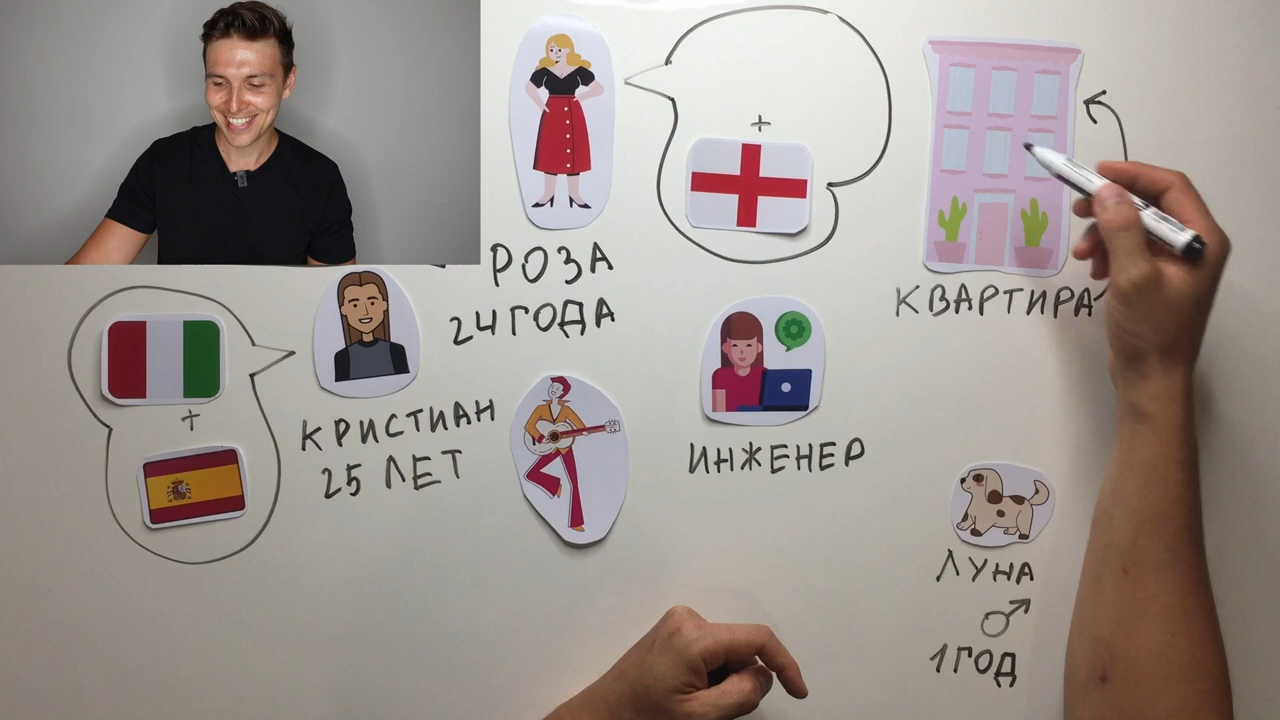 РОЗА
24 ГОДА
КВАРТИРА
КРИСТИАН
25 ЛЕТ
ИНЖЕНЕР
ЛУНА
1 ГОД